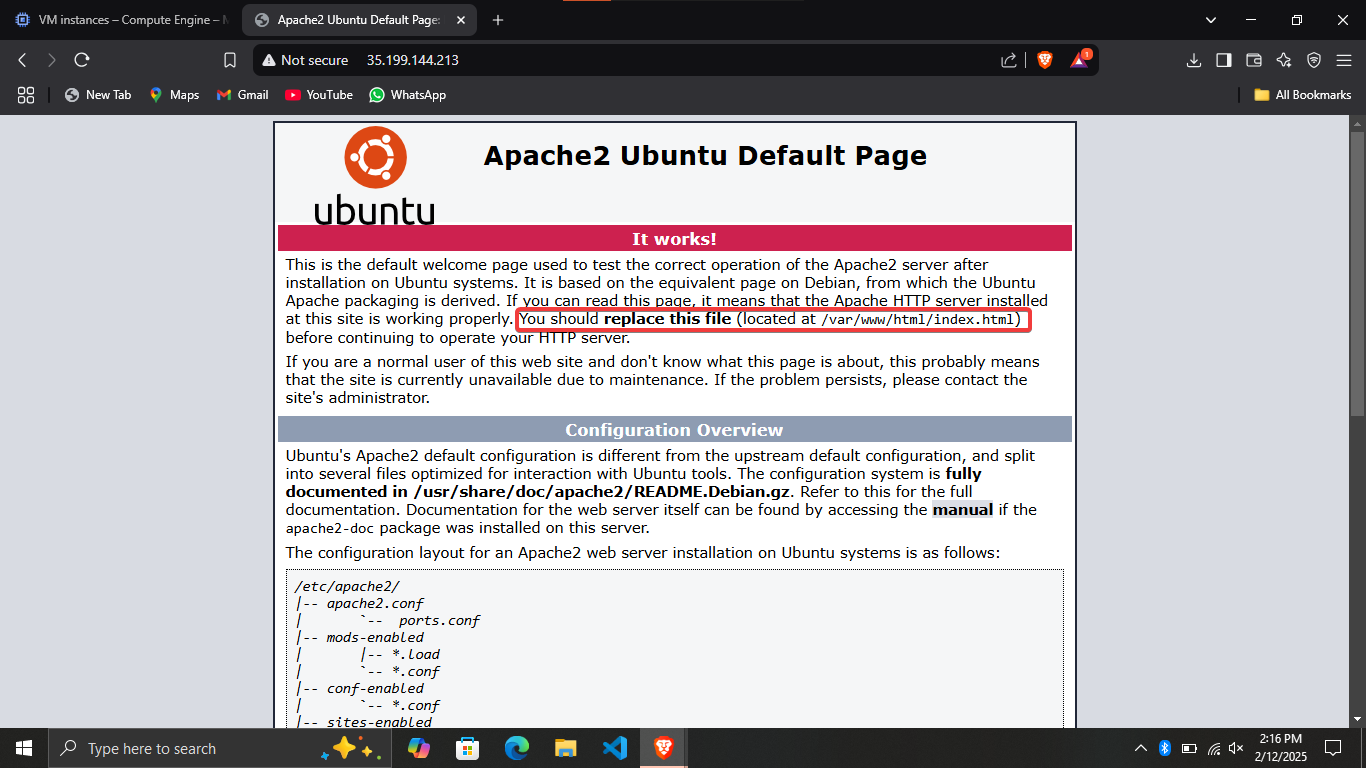 VM instances – Compute Engine –
Apache2 Ubuntu Default Page:
Not secure 35.199.144.213
1
New Tab
Maps
Gmail
YouTube
WhatsApp
All Bookmarks
ubuntu
Apache2 Ubuntu Default Page
It works!
This is the default welcome page used to test the correct operation of the Apache2 server after
installation on Ubuntu systems. It is based on the equivalent page on Debian, from which the Ubuntu
Apache packaging is derived. If you can read this page, it means that the Apache HTTP server installed
at this site is working properly. You should replace this file (located at /var/www/html/index.html)
before continuing to operate your HTTP server.
If you are a normal user of this web site and don't know what this page is about, this probably means
that the site is currently unavailable due to maintenance. If the problem persists, please contact the
site's administrator.
Configuration Overview
Ubuntu's Apache2 default configuration is different from the upstream default configuration, and split
into several files optimized for interaction with Ubuntu tools. The configuration system is fully
documented in /usr/share/doc/apache2/README.Debian.gz. Refer to this for the full
documentation. Documentation for the web server itself can be found by accessing the manual if the
apache2-doc package was installed on this server.
The configuration layout for an Apache2 web server installation on Ubuntu systems is as follows:
/etc/apache2/
|-- apache2.conf
|       `--  ports.conf
|-- mods-enabled
|       |-- *.load
|       `-- *.conf
|-- conf-enabled
|       `-- *.conf
|-- sites-enabled
Type here to search
2:16 PM
2/12/2025